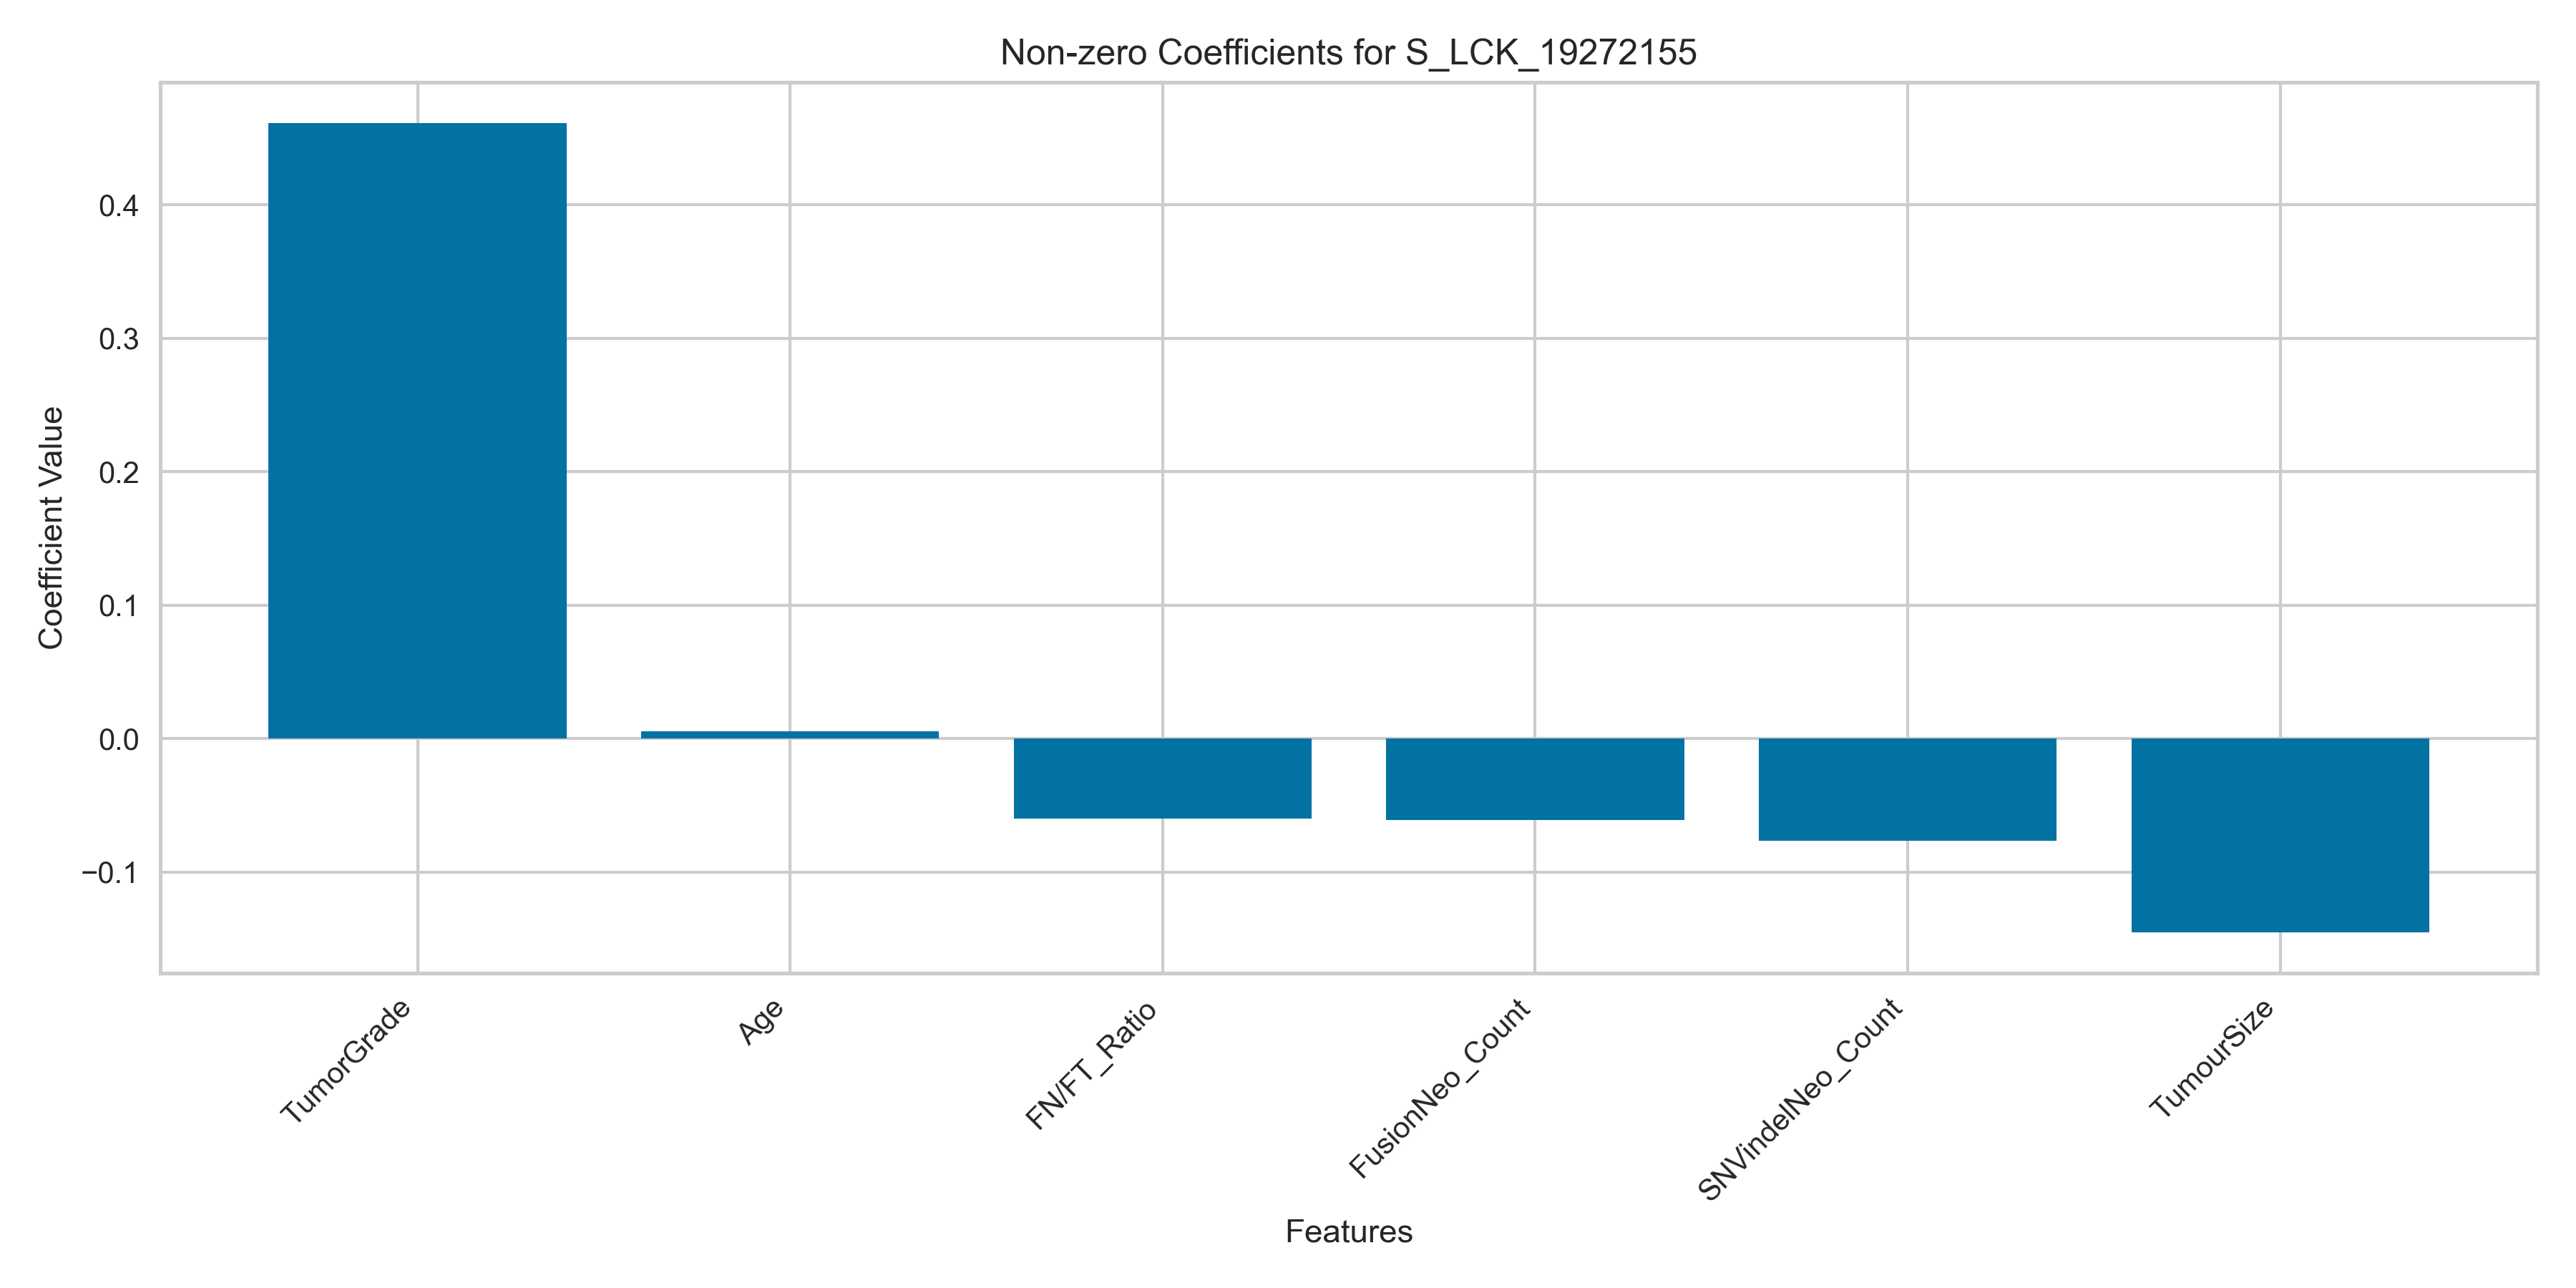 Non-zero Coefficients for S_LCK_19272155
Coefficient Value
0.4
0.3
0.2
0.1
0.0
−0.1
TumorGrade
Age
FN/FT_Ratio
FusionNeo_Count
SNVindelNeo_Count
TumourSize
Features